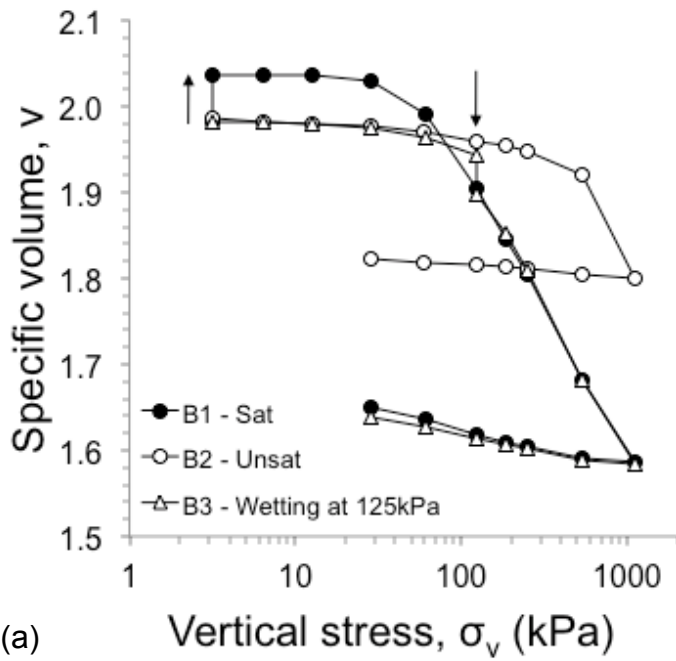 2.1
2.0
1.9
1.8
1.7
1.6
1.5
Specific volume, v
B1 - Sat
B2 - Unsat
B3 - Wetting at 125kPa
1 10 100 1000
(a) Vertical stress, σᵥ (kPa)